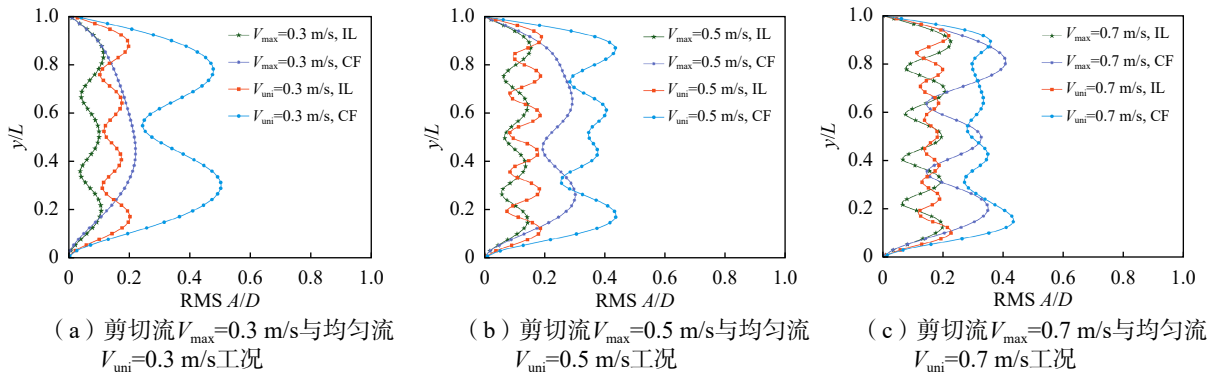 1.0
0.8
0.6
0.4
0.2
0
y/L
0 0.2 0.4 0.6 0.8 1.0
RMS A/D
Vmax=0.3 m/s, IL
Vmax=0.3 m/s, CF
Vuni=0.3 m/s, IL
Vuni=0.3 m/s, CF
（a）剪切流Vmax=0.3 m/s与均匀流
Vuni=0.3 m/s工况
1.0
0.8
0.6
0.4
0.2
0
y/L
0 0.2 0.4 0.6 0.8 1.0
RMS A/D
Vmax=0.5 m/s, IL
Vmax=0.5 m/s, CF
Vuni=0.5 m/s, IL
Vuni=0.5 m/s, CF
（b）剪切流Vmax=0.5 m/s与均匀流
Vuni=0.5 m/s工况
1.0
0.8
0.6
0.4
0.2
0
y/L
0 0.2 0.4 0.6 0.8 1.0
RMS A/D
Vmax=0.7 m/s, IL
Vmax=0.7 m/s, CF
Vuni=0.7 m/s, IL
Vuni=0.7 m/s, CF
（c）剪切流Vmax=0.7 m/s与均匀流
Vuni=0.7 m/s工况